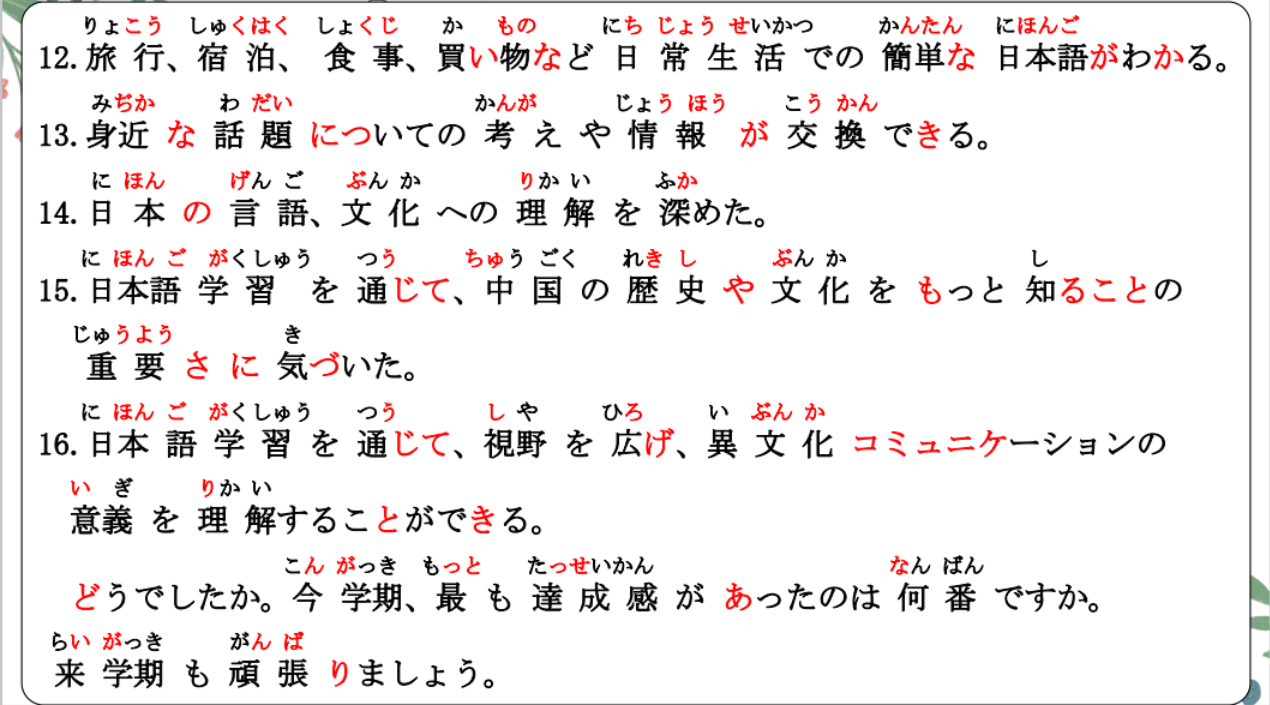 りょこう しゅくはく しょくじ か もの にち じょう せいかつ かんたん にほんご
12. 旅行、宿泊、食事、買い物など日常生活での簡単な日本語がわかる。
みぢか わ だい かんが じょう ほう こう かん
13. 身近な話題についての考えや情報が交換できる。
に ほん げん ご ぶん か りか い ふか
14. 日本の言語、文化への理解を深めた。
に ほん ご がくしゅう つう ちゅう ごく れき し ぶん か し
15. 日本語学習を通じて、中国の歴史や文化をもっと知ることの
じゅうよう き
重要さに気づいた。
に ほん ご がくしゅう つう し や ひろ い ぶん か
16. 日本語学習を通じて、視野を広げ、異文化コミュニケーションの
い ぎ りか い
意義を理解することができる。
こん がっき もっと たっせいかん なん ばん
どうでしたか。今学期、最も達成感があったのは何番ですか。
らい がっき がん ば
来学期も頑張りましょう。